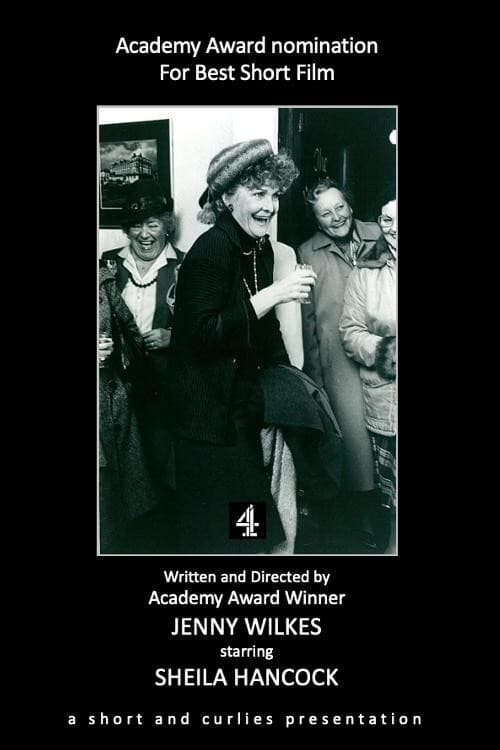 Academy Award nomination
For Best Short Film
4
Written and Directed by
Academy Award Winner
JENNY WILKES
starring
SHEILA HANCOCK
a short and curlies presentation